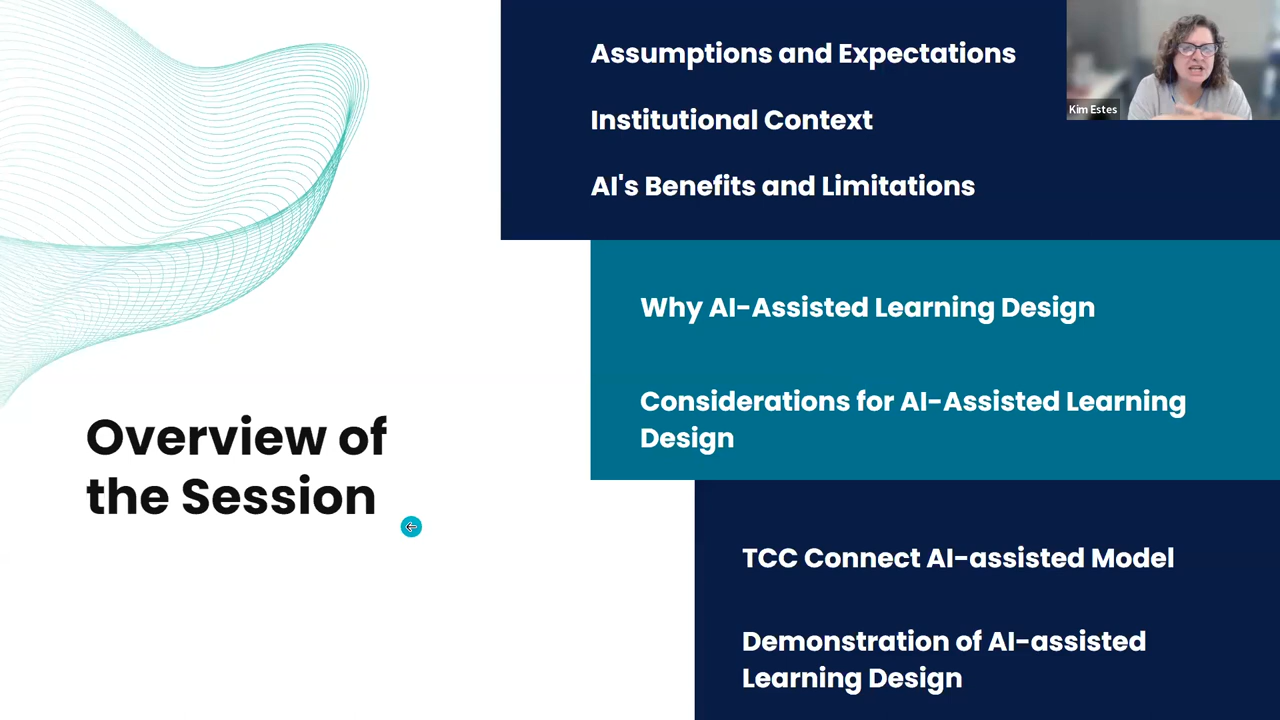 Assumptions and Expectations
Kim Estes
Institutional Context
AI's Benefits and Limitations
Why AI-Assisted Learning Design
Considerations for AI-Assisted Learning
Design
Overview of
the Session
TCC Connect AI-assisted Model
Demonstration of AI-assisted
Learning Design